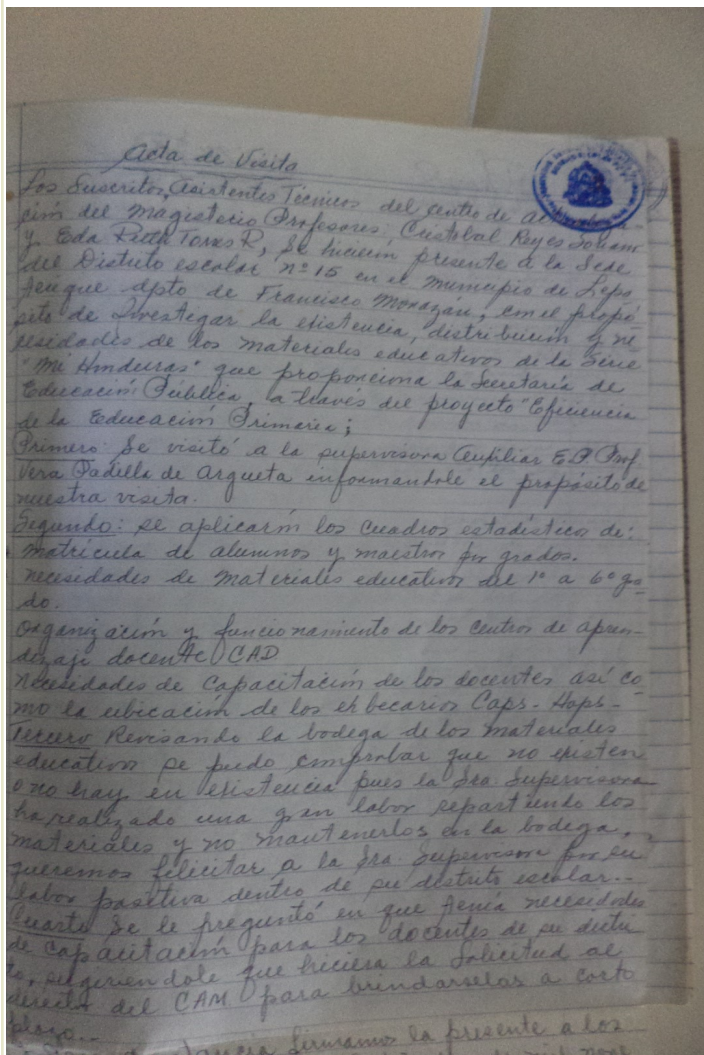 Acta de Visita
Los Suscritos, Asistentes Técnicos del centro de
ción del Magisterio Profesores: Cristobal Reyes
y Eda Torres R, se hicieron presente a la Sede
del Distrito escolar nº 15 en el municipio de Lepa
terique dpto de Francisco Morazán; con el propó
sito de Investigar la existencia, distribución y ne
cesidades de los materiales educativos de la Serie
"Mi Honduras" que proporciona la Secretaría de
Educación Pública, a través del proyecto "Eficiencia
de la Educación Primaria;
Primero: Se visitó a la supervisora Auxiliar E.P. Prof
Vera Padilla de Argueta informandole el propósito de
nuestra visita.
Segundo: se aplicarón los cuadros estadísticos de:
matrícula de alumnos y maestros por grados.
necesidades de materiales educativos del 1º a 6º gra
do.
Organización y funcionamiento de los centros de apren-
dizaje docente CAD
necesidades de Capacitación de los docentes así co
mo la ubicación de los exbecarios Caps - Haps -
Tercero Revisando la bodega de los materiales
educativos se pudo comprobar que no existen
o no hay en existencia pues la Sra. Supervisora
ha realizado una gran labor repartiendo los
materiales y no mantenerlos en la bodega,
queremos felicitar a la Sra. Supervisora por su
labor positiva dentro de su distrito escolar.-
Cuarto Se le preguntó en que tenía necesidades
de capacitación para los docentes de su distri
to, sugiriendole que hiciera la Solicitud al
director del CAM para brindarselas a corto
plazo..
firmamos la presente a los